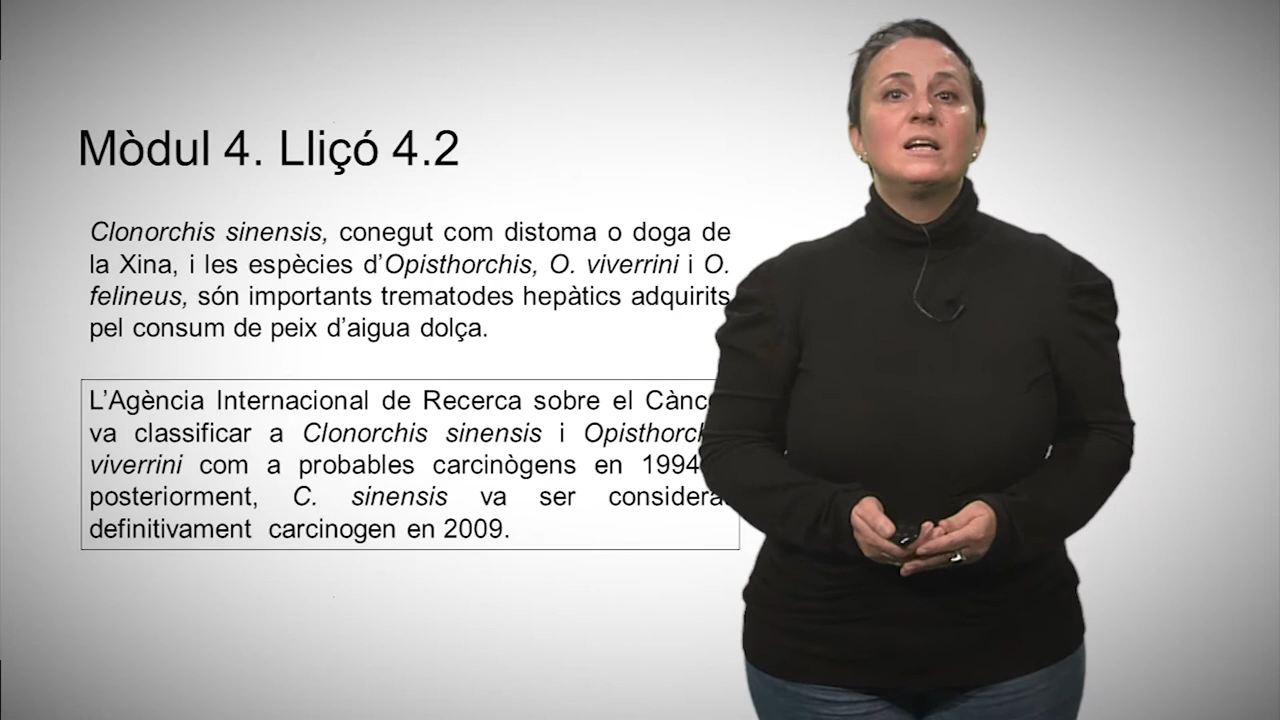 Mòdul 4. Lliçó 4.2
Clonorchis sinensis, conegut com distoma o doga de
la Xina, i les espècies d’Opisthorchis, O. viverrini i O.
felineus, són importants trematodes hepàtics adquirits
pel consum de peix d’aigua dolça.
L’Agència Internacional de Recerca sobre el
va classificar a Clonorchis sinensis i
viverrini com a probables carcinògens en 1994
posteriorment, C. sinensis va ser
definitivament carcinogen en 2009.